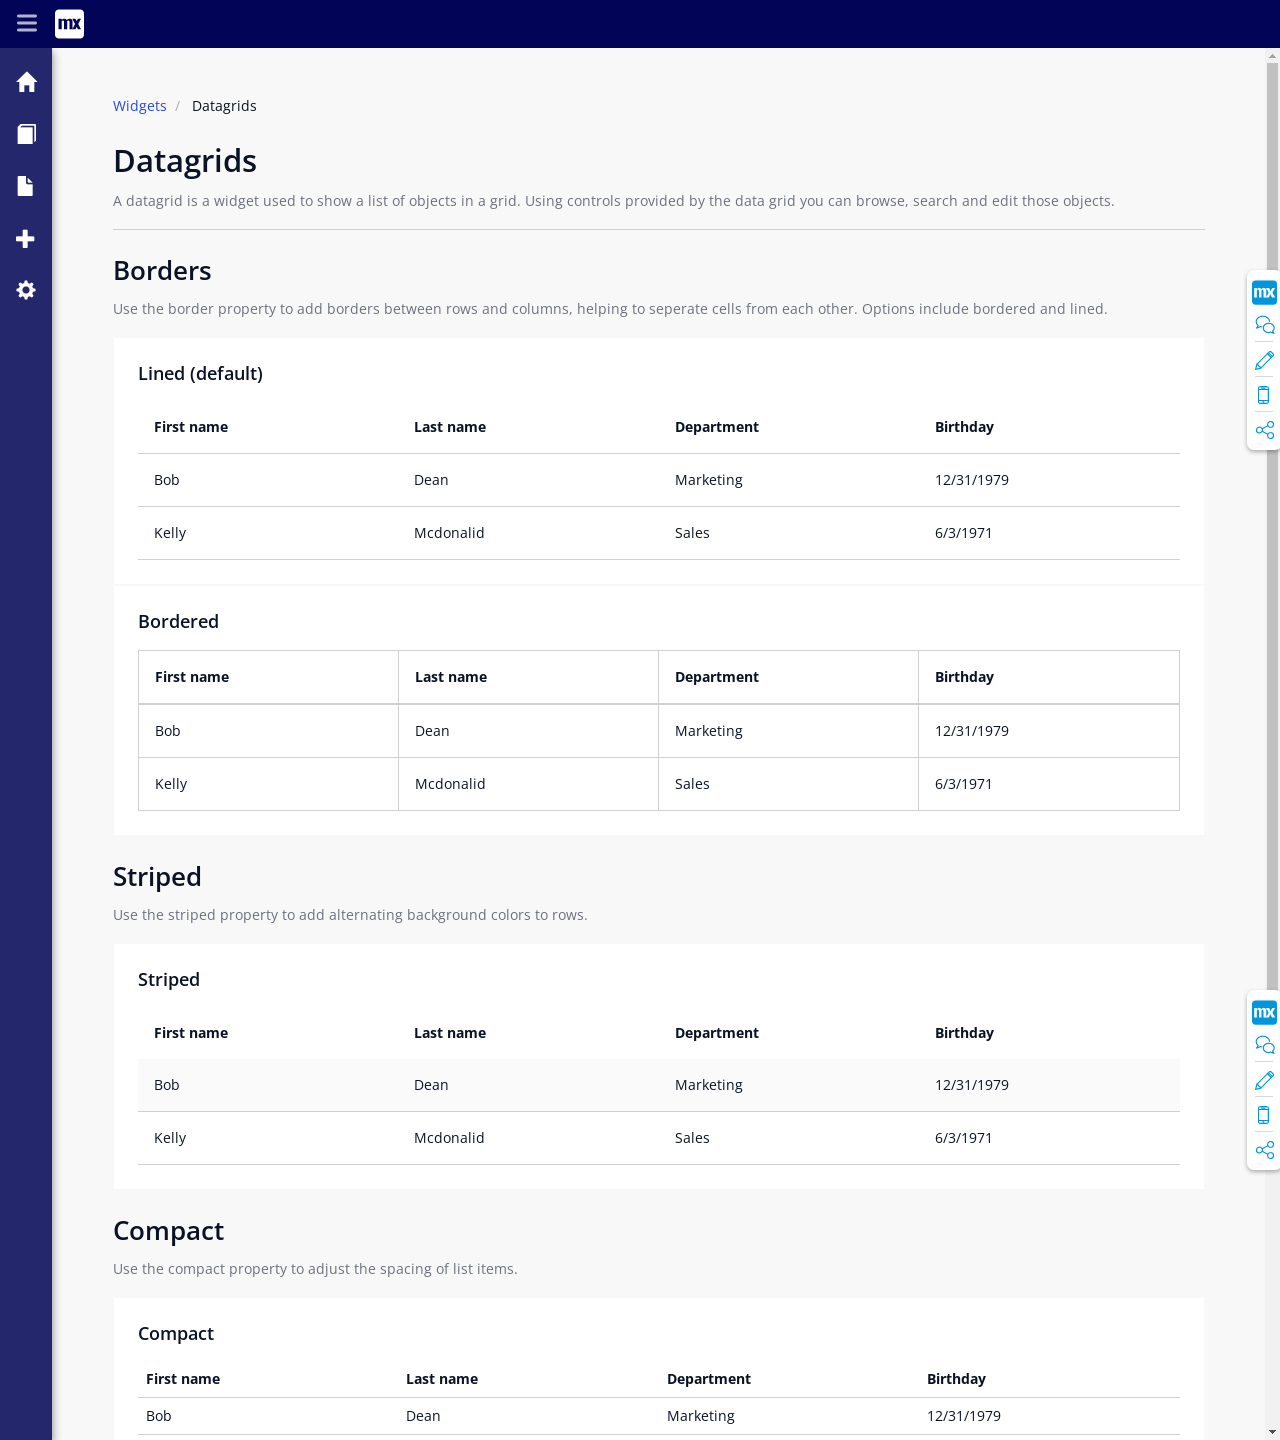 mx
Widgets / Datagrids
Datagrids
A datagrid is a widget used to show a list of objects in a grid. Using controls provided by the data grid you can browse, search and edit those objects.
Borders
Use the border property to add borders between rows and columns, helping to seperate cells from each other. Options include bordered and lined.
mx
Lined (default)
First name Last name Department Birthday
Bob Dean Marketing 12/31/1979
Kelly Mcdonalid Sales 6/3/1971
Bordered
First name Last name Department Birthday
Bob Dean Marketing 12/31/1979
Kelly Mcdonalid Sales 6/3/1971
Striped
Use the striped property to add alternating background colors to rows.
Striped
mx
First name Last name Department Birthday
Bob Dean Marketing 12/31/1979
Kelly Mcdonalid Sales 6/3/1971
Compact
Use the compact property to adjust the spacing of list items.
Compact
First name Last name Department Birthday
Bob Dean Marketing 12/31/1979